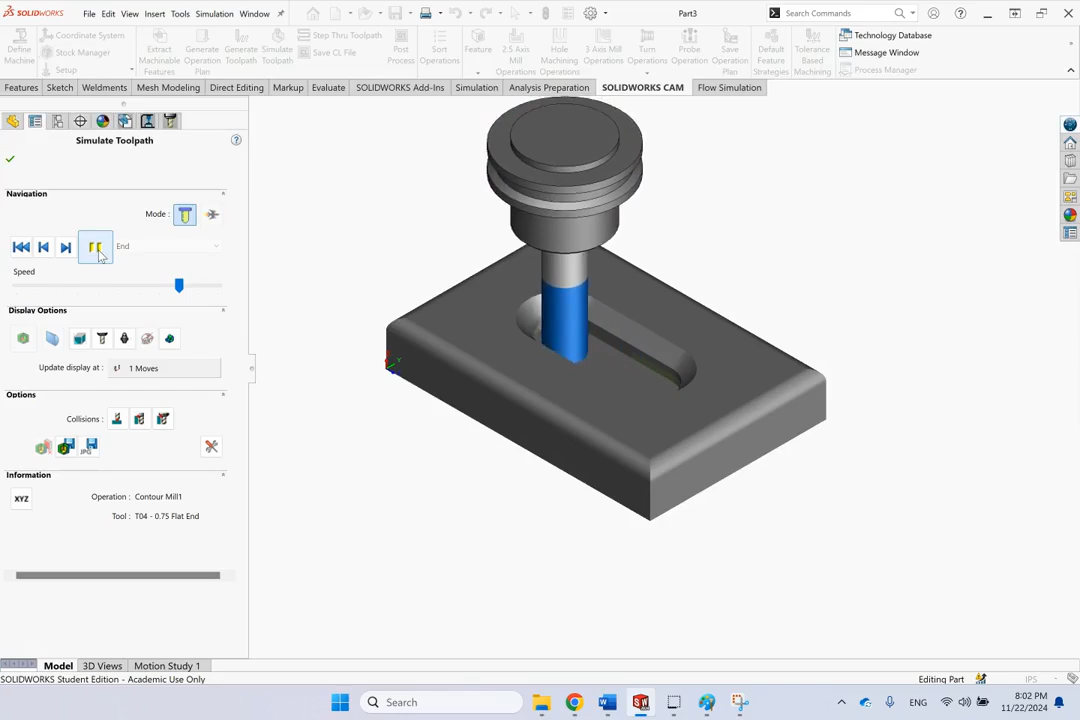 SOLIDWORKS File Edit View Insert Tools Simulation Window Part3 Search Commands
Define Machine
Coordinate System
Stock Manager
Setup
Extract Machinable Features
Generate Operation Plan
Generate Toolpath
Simulate Toolpath
Step Thru Toolpath
Save CL File
Post Process
Sort Operations
Feature
2.5 Axis Mill Operations
Hole Machining Operations
3 Axis Mill Operations
Turn Operations
Probe Operations
Save Operation Plan
Default Feature Strategies
Tolerance Based Machining
Technology Database
Message Window
Process Manager
Features Sketch Weldments Mesh Modeling Direct Editing Markup Evaluate SOLIDWORKS Add-Ins Simulation Analysis Preparation SOLIDWORKS CAM Flow Simulation
Simulate Toolpath
Navigation
Mode :
End
Speed
Display Options
Update display at : 1 Moves
Options
Collisions :
JPG
Information
XYZ Operation : Contour Mill1
Tool : T04 - 0.75 Flat End
Y
Model 3D Views Motion Study 1
SOLIDWORKS Student Edition - Academic Use Only Editing Part IPS
Search
ENG
8:02 PM
11/22/2024